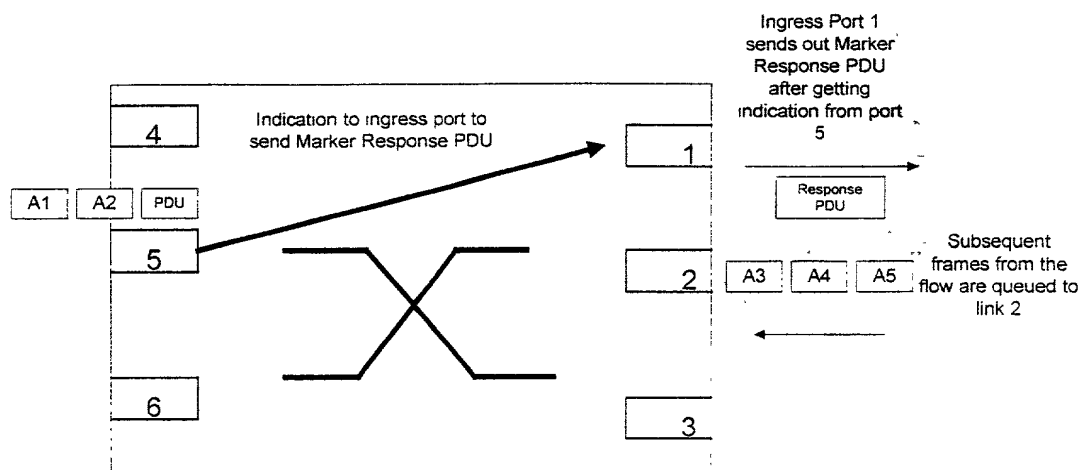 Ingress Port 1
sends out Marker
Response PDU
after getting
indication from port
5
Indication to ingress port to
send Marker Response PDU
4
1
A1 A2 PDU
Response
PDU
5
2
A3 A4 A5
Subsequent
frames from the
flow are queued to
link 2
6
3